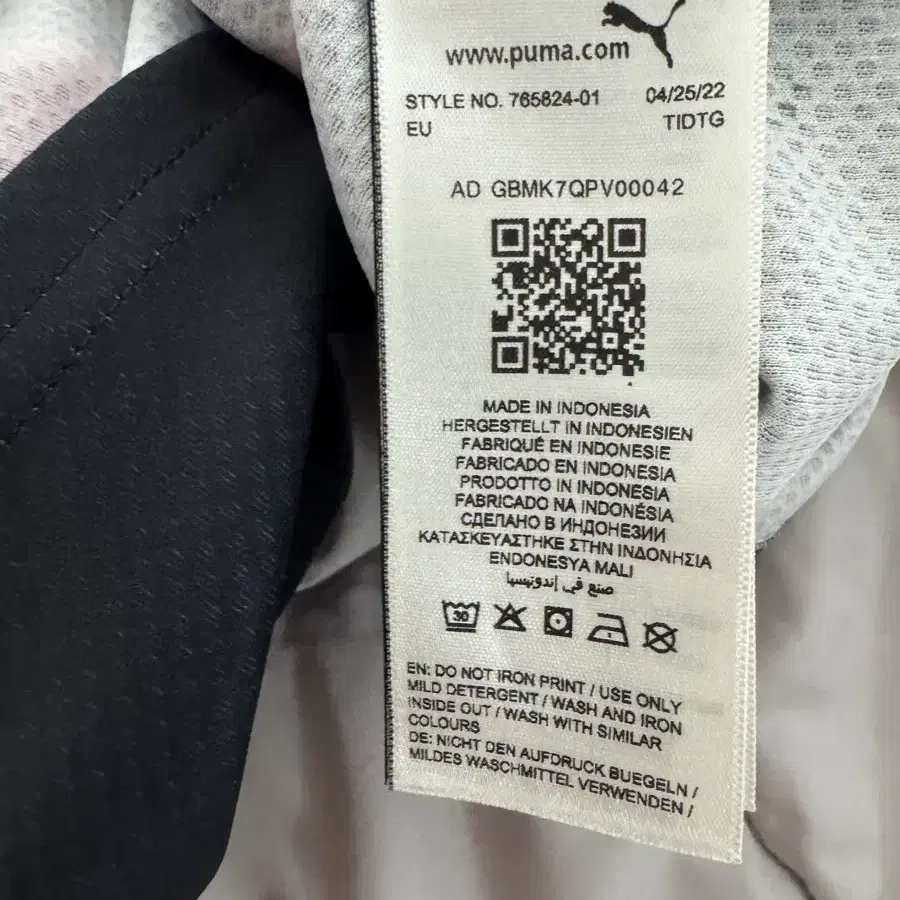 www.puma.com
STYLE NO. 765824-01 04/25/22
EU TIDTG
AD GBMK7QPV00042
MADE IN INDONESIA
HERGESTELLT IN INDONESIEN
FABRIQUÉ EN INDONESIE
FABRICADO EN INDONESIA
PRODOTTO IN INDONESIA
FABRICADO NA INDONÉSIA
СДЕЛАНО В ИНДОНЕЗИИ
ΚΑΤΑΣΚΕΥΑΣΤΗΚΕ ΣΤΗΝ ΙΝΔΟΝΗΣΙΑ
ENDONESYA MALI
صنع في إندونيسيا
30
EN: DO NOT IRON PRINT / USE ONLY
MILD DETERGENT / WASH AND IRON
INSIDE OUT / WASH WITH SIMILAR
COLOURS
DE: NICHT DEN AUFDRUCK BUEGELN /
MILDES WASCHMITTEL VERWENDEN /